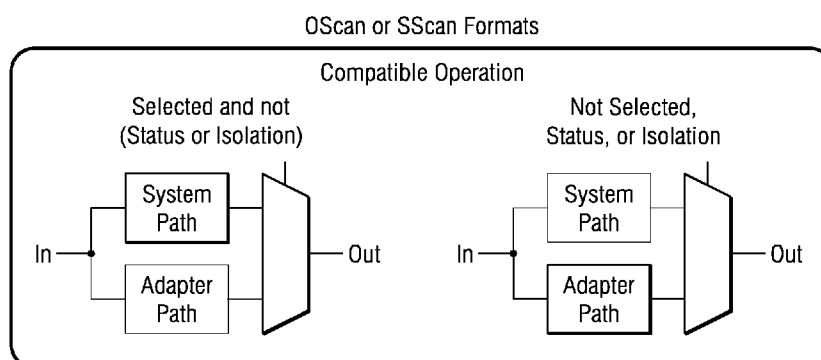 OScan or SScan Formats
Compatible Operation
Selected and not
(Status or Isolation)
System
Path
In
Out
Adapter
Path
Not Selected,
Status, or Isolation
System
Path
In
Out
Adapter
Path